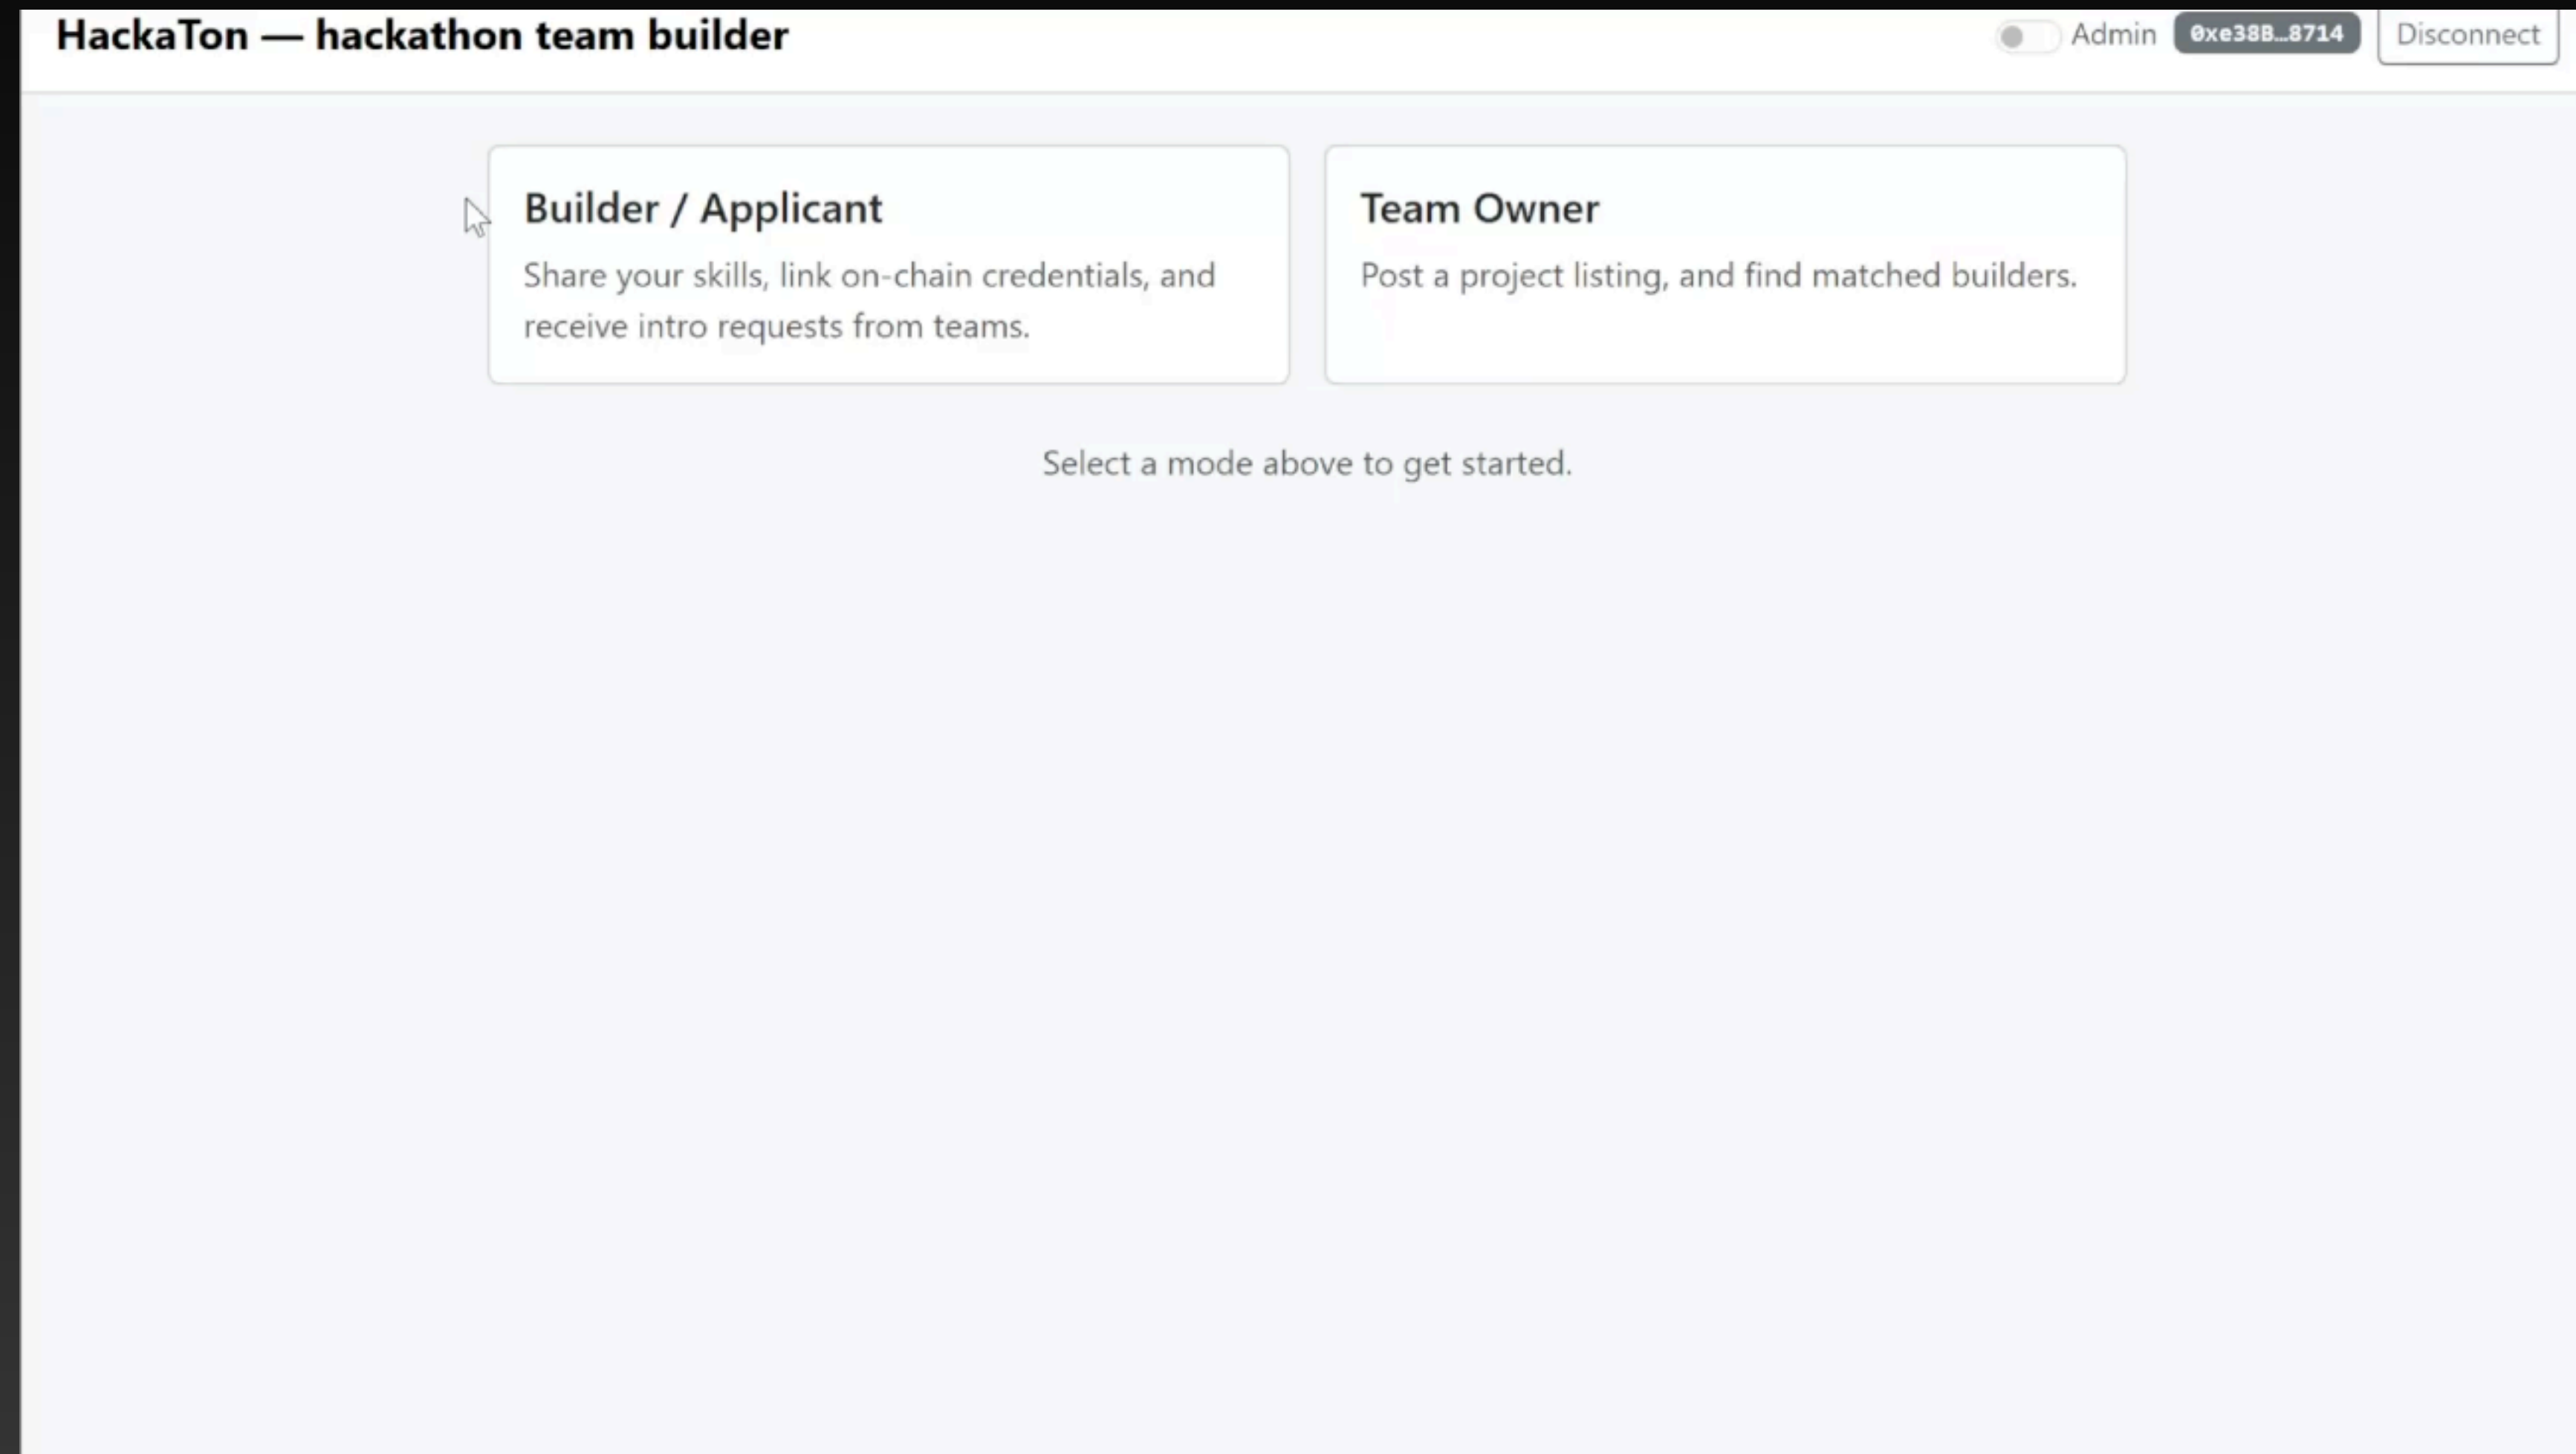 HackaTon — hackathon team builder
Admin
0xe38B…8714
Disconnect
Builder / Applicant
Share your skills, link on-chain credentials, and
receive intro requests from teams.
Team Owner
Post a project listing, and find matched builders.
Select a mode above to get started.